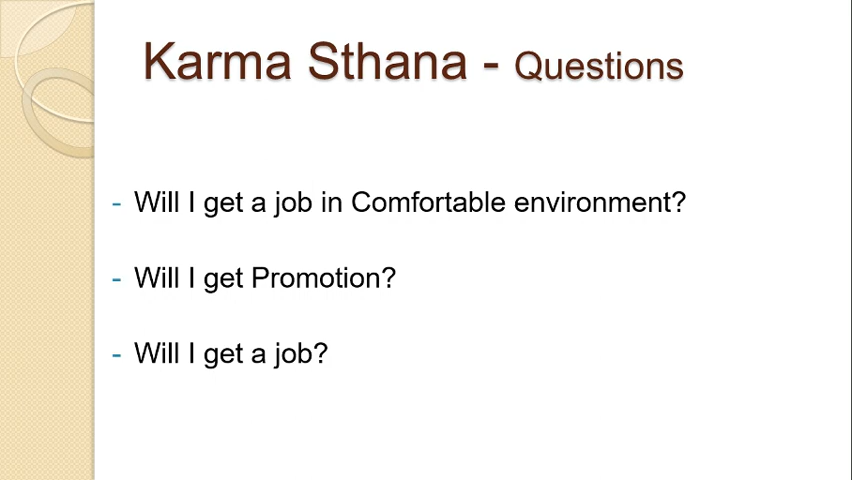 Karma Sthana - Questions
- Will I get a job in Comfortable environment?
- Will I get Promotion?
- Will I get a job?